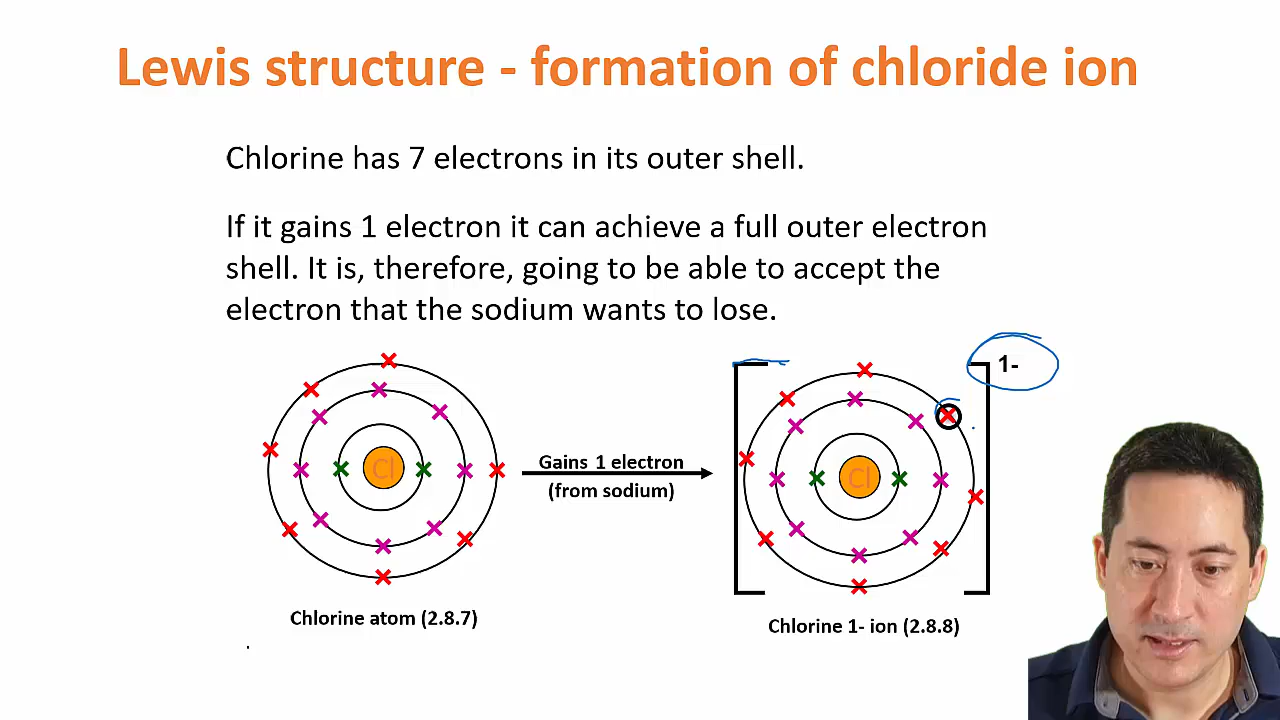 Lewis structure - formation of chloride ion
Chlorine has 7 electrons in its outer shell.
If it gains 1 electron it can achieve a full outer electron
shell. It is, therefore, going to be able to accept the
electron that the sodium wants to lose.
1-
Cl
Gains 1 electron
(from sodium)
Cl
Chlorine atom (2.8.7)
Chlorine 1- ion (2.8.8)